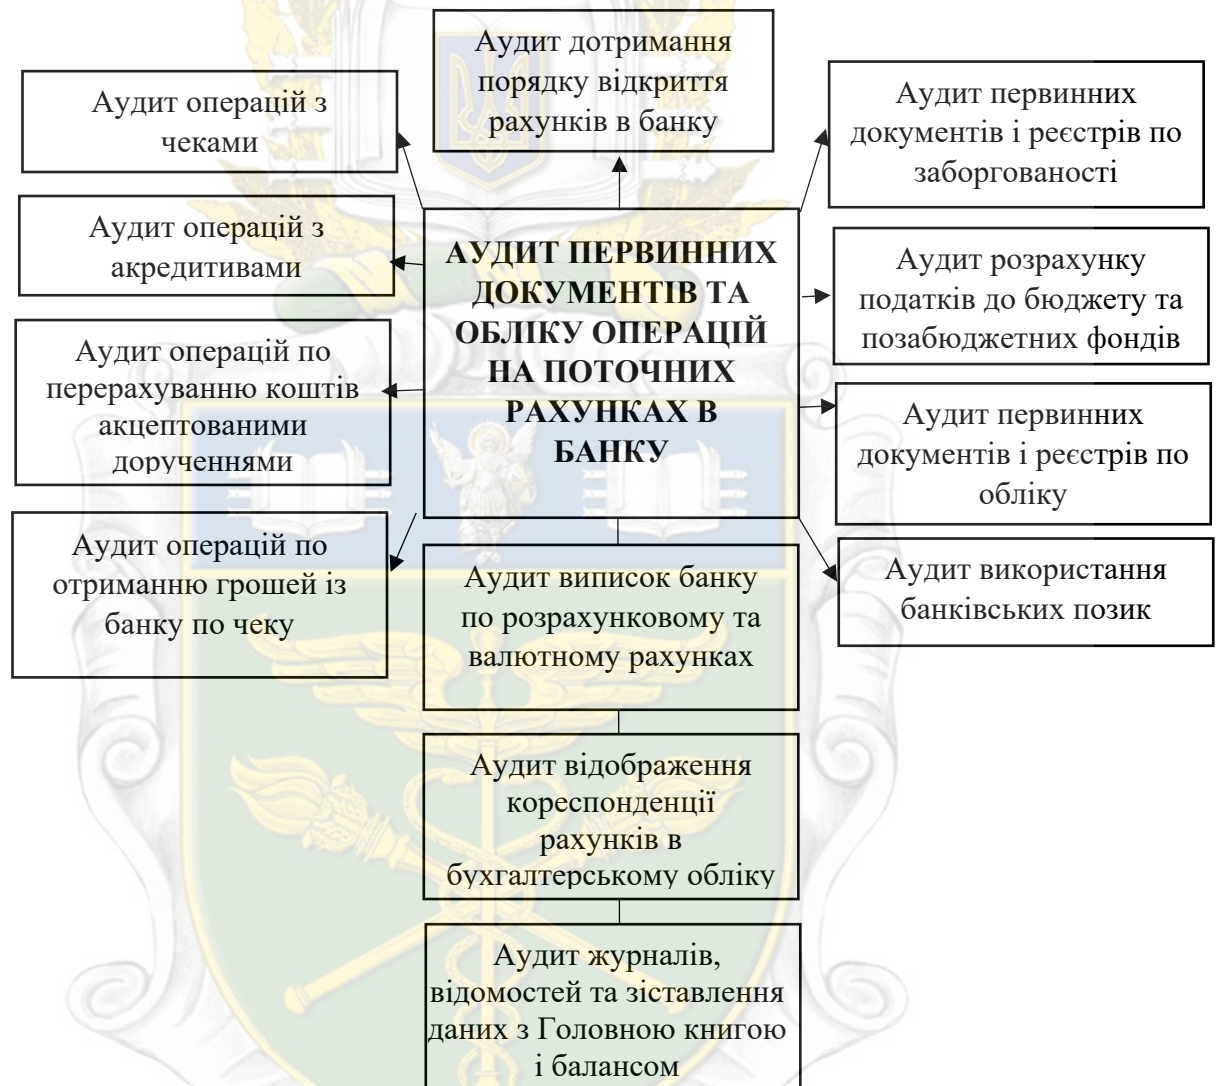 Аудит дотримання
порядку відкриття
рахунків в банку
Аудит операцій з
чеками
Аудит первинних
документів і реєстрів по
заборгованості
Аудит операцій з
акредитивами
АУДИТ ПЕРВИННИХ
ДОКУМЕНТІВ ТА
ОБЛІКУ ОПЕРАЦІЙ
НА ПОТОЧНИХ
РАХУНКАХ В
БАНКУ
Аудит розрахунку
податків до бюджету та
позабюджетних фондів
Аудит операцій по
перерахуванню коштів
акцептованими
дорученнями
Аудит первинних
документів і реєстрів по
обліку
Аудит операцій по
отриманню грошей із
банку по чеку
Аудит виписок банку
по розрахунковому та
валютному рахунках
Аудит використання
банківських позик
Аудит відображення
кореспонденції
рахунків в
бухгалтерському обліку
Аудит журналів,
відомостей та зіставлення
даних з Головною книгою
і балансом